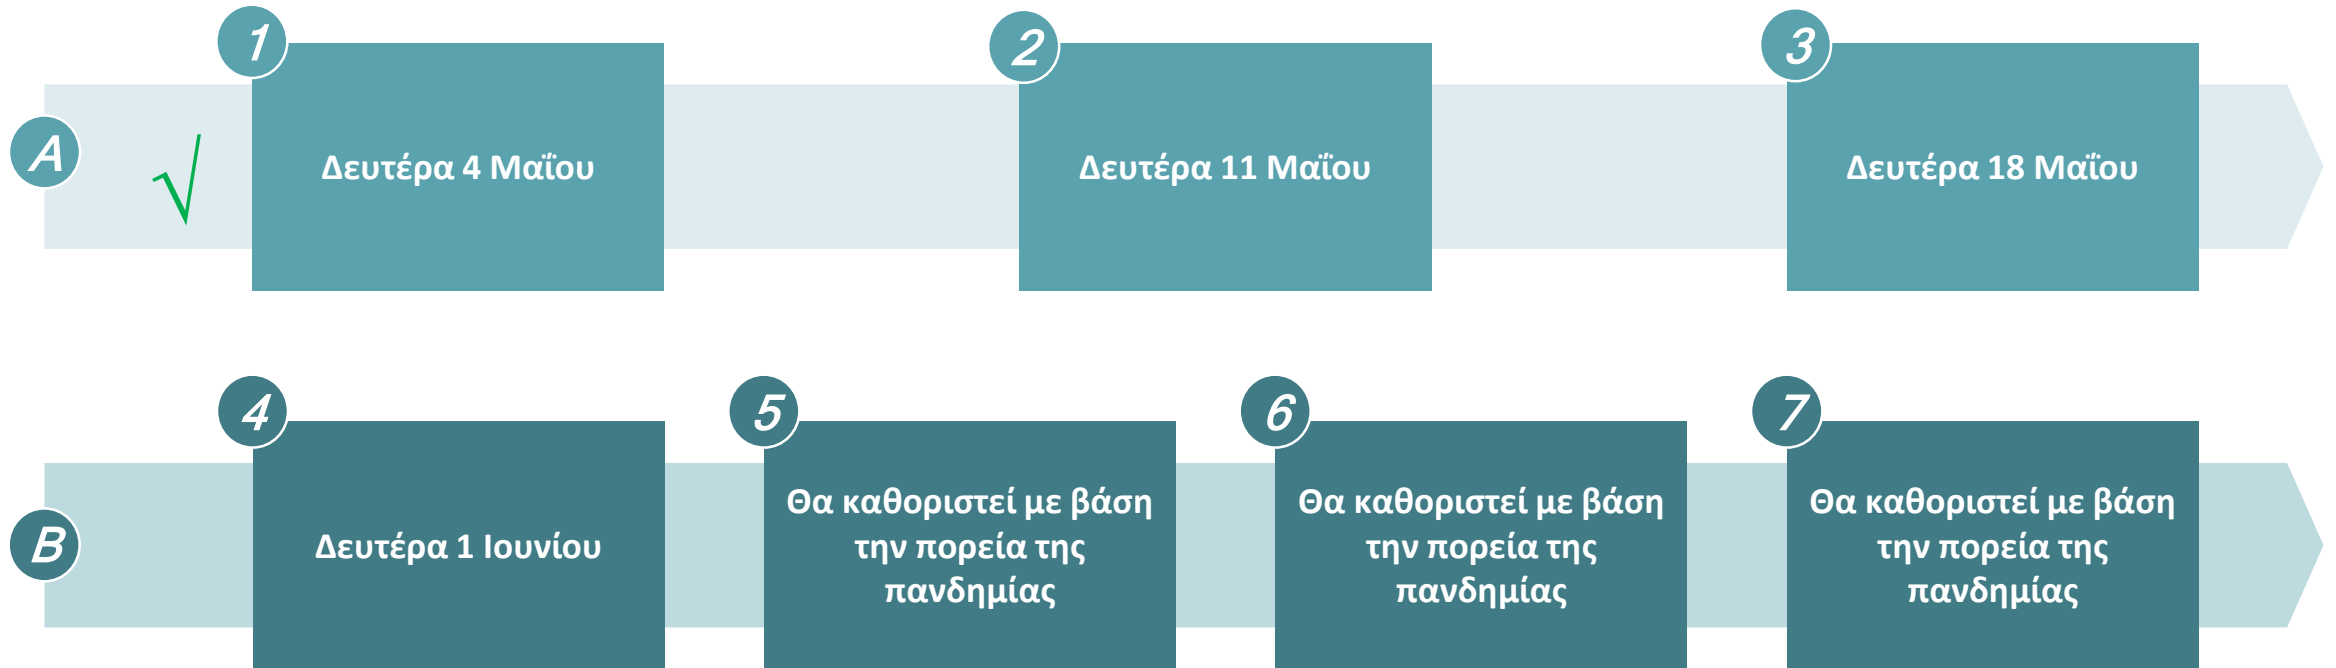 1
2
3
A
√
Δευτέρα 4 Μαΐου
Δευτέρα 11 Μαΐου
Δευτέρα 18 Μαΐου
4
5
6
7
B
Δευτέρα 1 Ιουνίου
Θα καθοριστεί με βάση
την πορεία της
πανδημίας
Θα καθοριστεί με βάση
την πορεία της
πανδημίας
Θα καθοριστεί με βάση
την πορεία της
πανδημίας